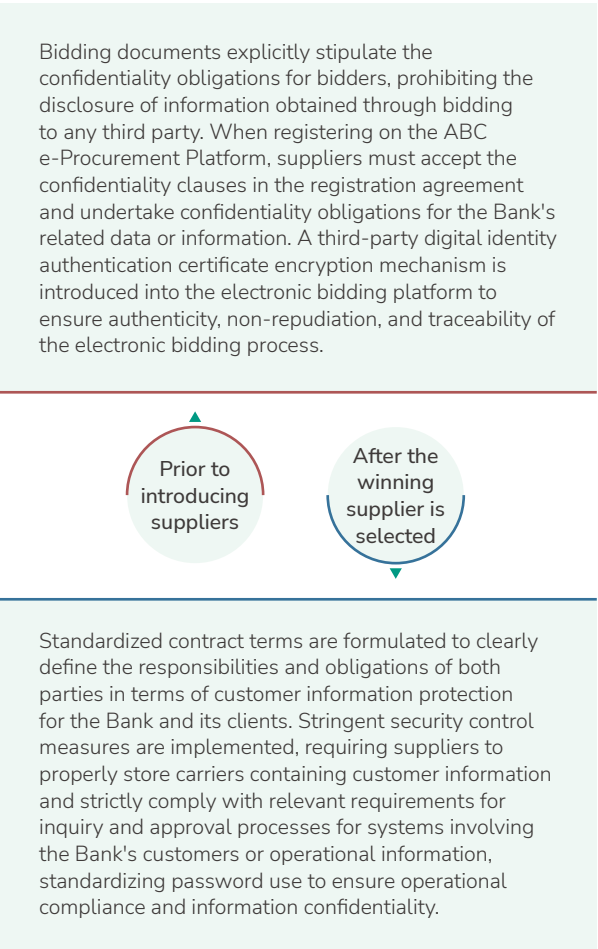 Bidding documents explicitly stipulate the
confidentiality obligations for bidders, prohibiting the
disclosure of information obtained through bidding
to any third party. When registering on the ABC
e-Procurement Platform, suppliers must accept the
confidentiality clauses in the registration agreement
and undertake confidentiality obligations for the Bank's
related data or information. A third-party digital identity
authentication certificate encryption mechanism is
introduced into the electronic bidding platform to
ensure authenticity, non-repudiation, and traceability of
the electronic bidding process.
Prior to
introducing
suppliers
After the
winning
supplier is
selected
Standardized contract terms are formulated to clearly
define the responsibilities and obligations of both
parties in terms of customer information protection
for the Bank and its clients. Stringent security control
measures are implemented, requiring suppliers to
properly store carriers containing customer information
and strictly comply with relevant requirements for
inquiry and approval processes for systems involving
the Bank's customers or operational information,
standardizing password use to ensure operational
compliance and information confidentiality.